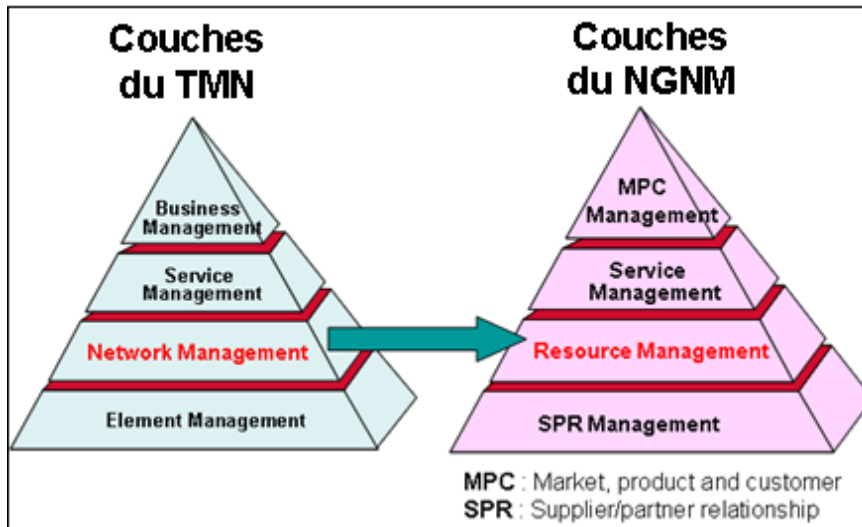 Couches
du TMN
Business
Management
Service
Management
Network Management
Element Management
Couches
du NGNM
MPC
Management
Service
Management
Resource Management
SPR Management
MPC : Market, product and customer
SPR : Supplier/partner relationship